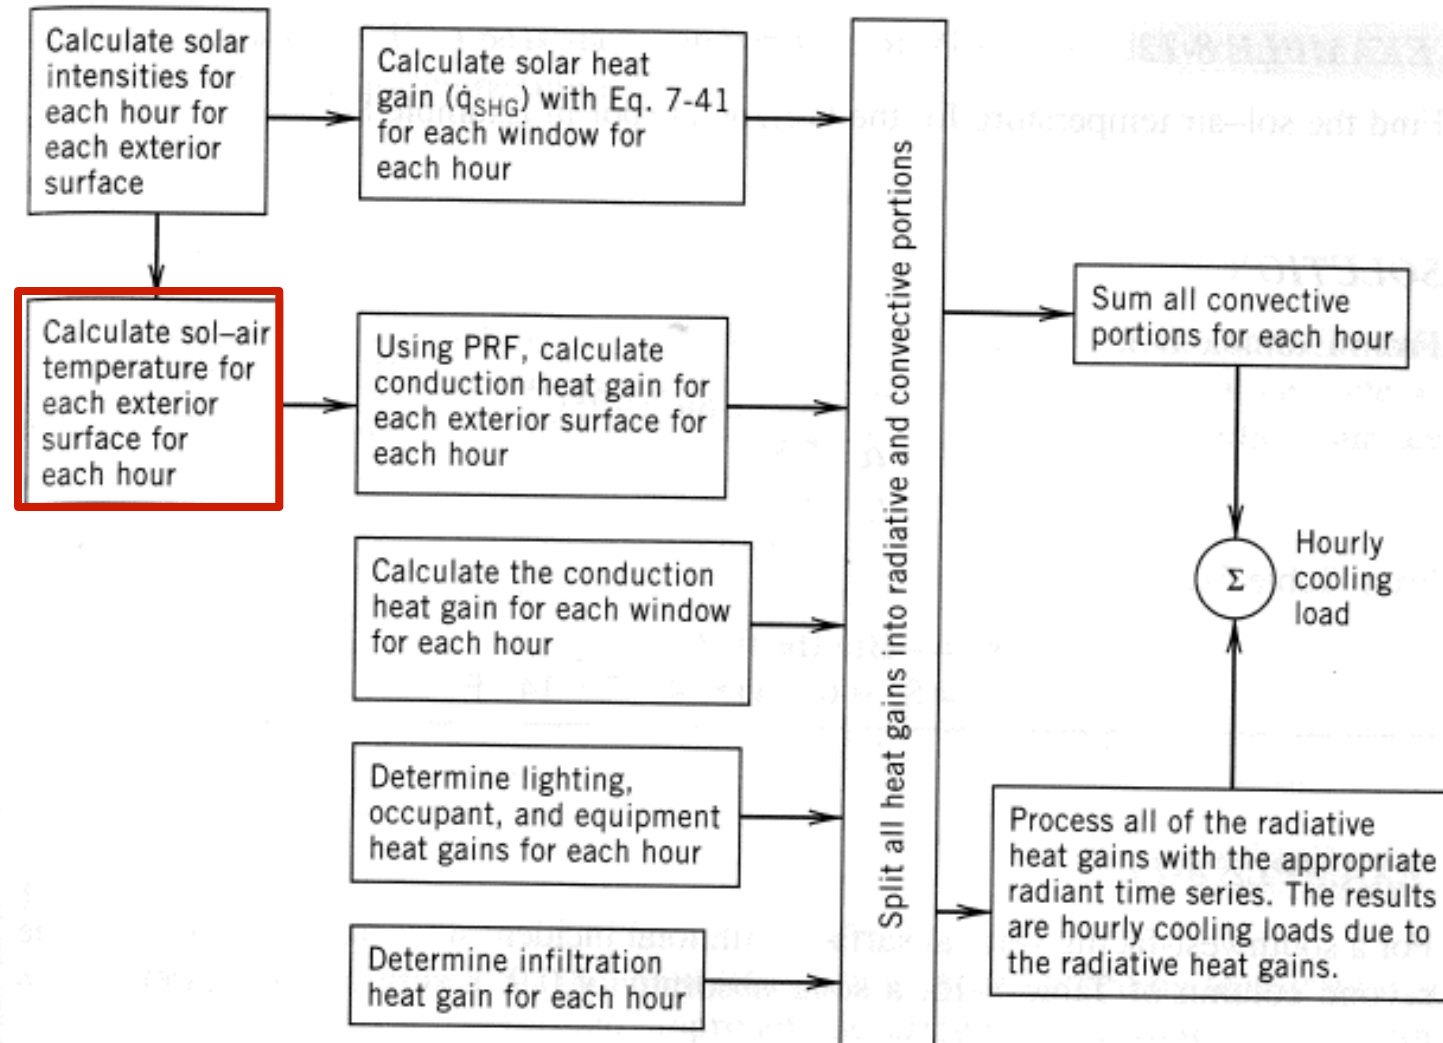 Calculate solar
intensities for
each hour for
each exterior
surface
Calculate solar heat
gain (q̇SHG) with Eq. 7-41
for each window for
each hour
Calculate sol–air
temperature for
each exterior
surface for
each hour
Using PRF, calculate
conduction heat gain for
each exterior surface for
each hour
Calculate the conduction
heat gain for each window
for each hour
Determine lighting,
occupant, and equipment
heat gains for each hour
Determine infiltration
heat gain for each hour
Split all heat gains into radiative and convective portions
Sum all convective
portions for each hour
Σ
Hourly
cooling
load
Process all of the radiative
heat gains with the appropriate
radiant time series. The results
are hourly cooling loads due to
the radiative heat gains.